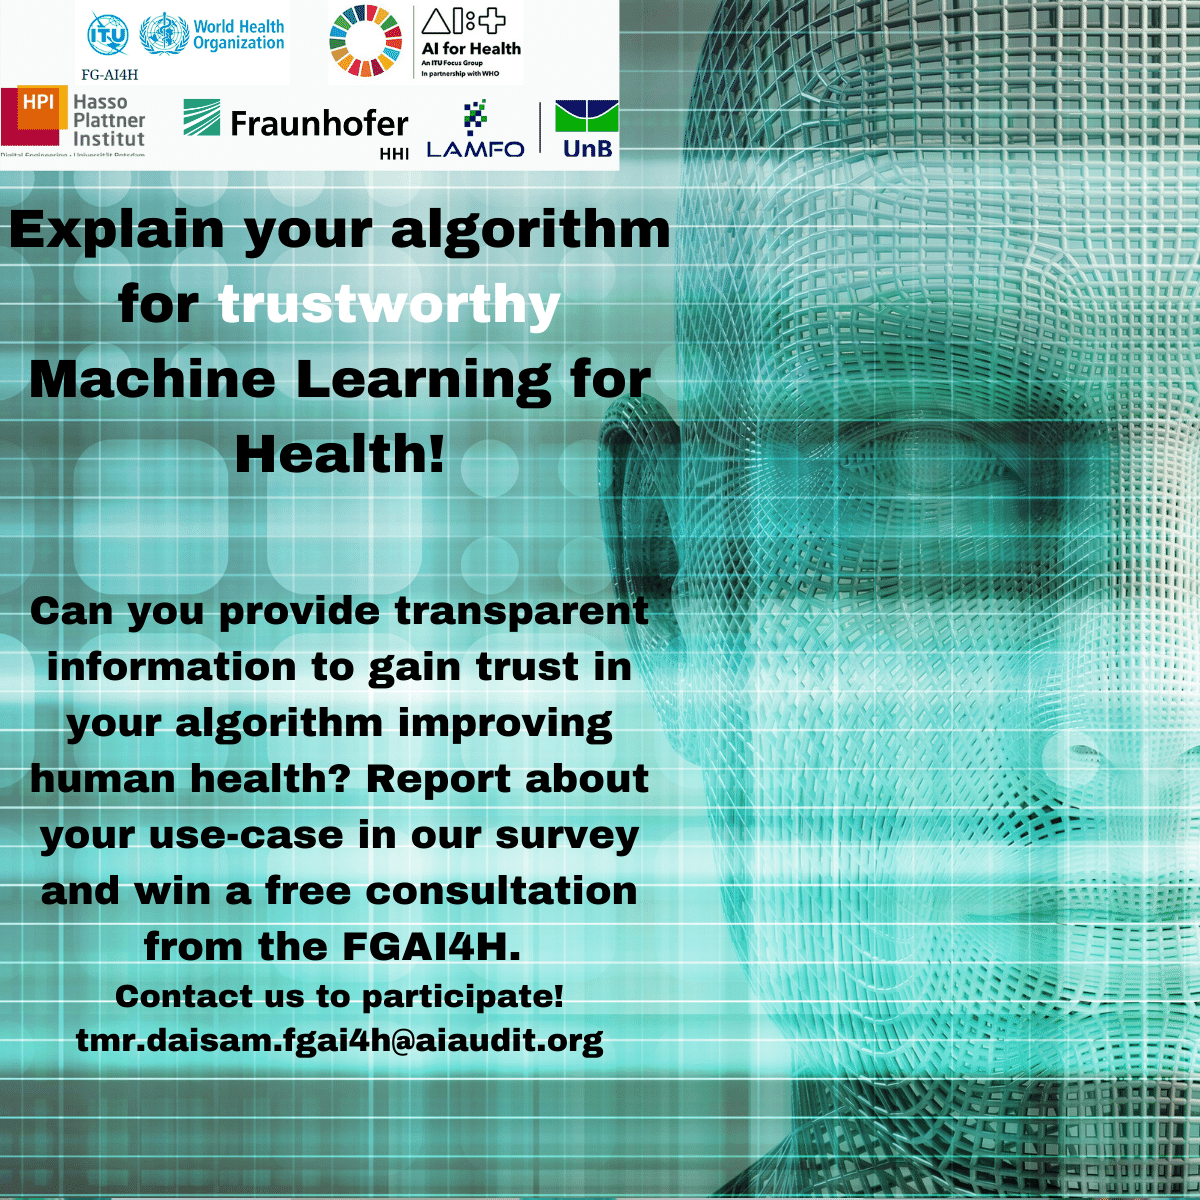 ITU
World Health
Organization
FG-AI4H
AI for Health
An ITU Focus Group
In partnership with WHO
HPI
Hasso
Plattner
Institut
Digital Engineering • Universität Potsdam
Fraunhofer
HHI
LAMFO
UnB
Explain your algorithm
for trustworthy
Machine Learning for
Health!
Can you provide transparent
information to gain trust in
your algorithm improving
human health? Report about
your use-case in our survey
and win a free consultation
from the FGAI4H.
Contact us to participate!
tmr.daisam.fgai4h@aiaudit.org